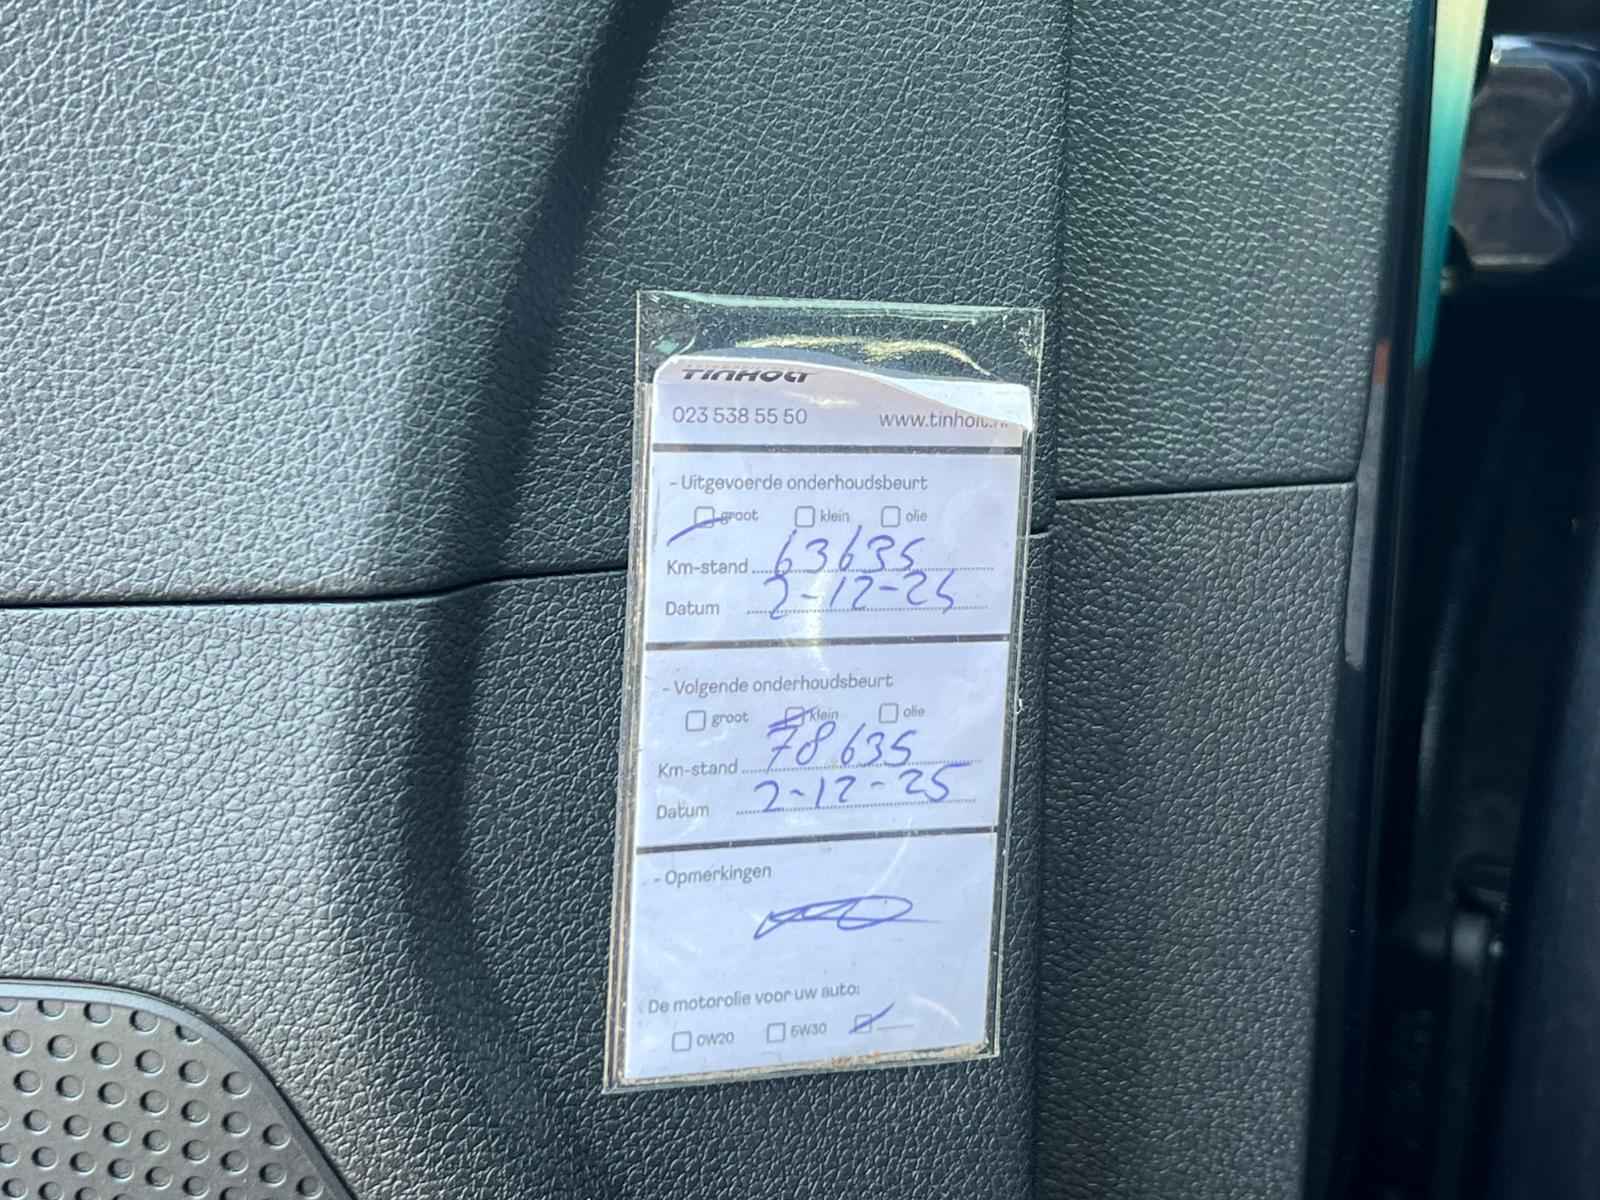 TINHOLT
023 538 55 50 www.tinholt.nl
- Uitgevoerde onderhoudsbeurt
groot klein olie
Km-stand 63635
Datum 2-12-25
- Volgende onderhoudsbeurt
groot klein olie
Km-stand 78635
Datum 2-12-25
- Opmerkingen
De motorolie voor uw auto:
0W20 5W30